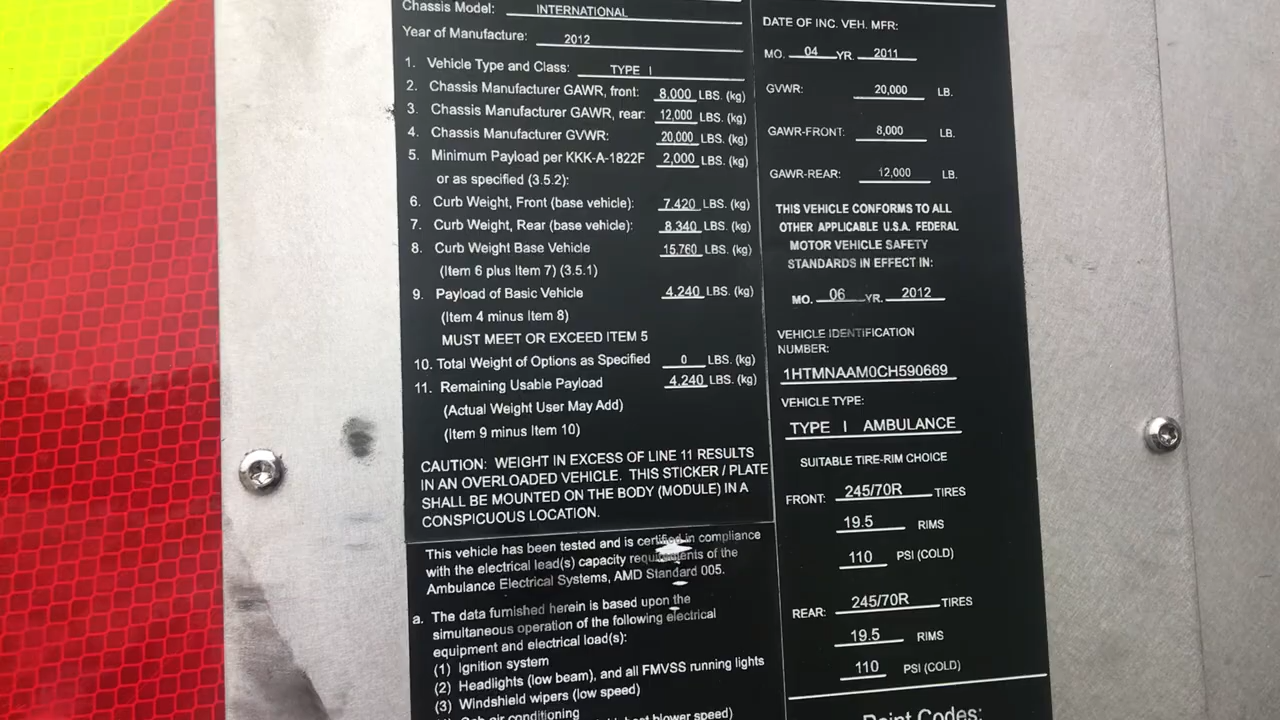 Chassis Model: INTERNATIONAL
Year of Manufacture: 2012
1. Vehicle Type and Class: TYPE I
2. Chassis Manufacturer GAWR, front: 8,000 LBS. (kg)
3. Chassis Manufacturer GAWR, rear: 12,000 LBS. (kg)
4. Chassis Manufacturer GVWR: 20,000 LBS. (kg)
5. Minimum Payload per KKK-A-1822F 2,000 LBS. (kg)
or as specified (3.5.2):
6. Curb Weight, Front (base vehicle): 7,420 LBS. (kg)
7. Curb Weight, Rear (base vehicle): 8,340 LBS. (kg)
8. Curb Weight Base Vehicle 15,760 LBS. (kg)
(Item 6 plus Item 7) (3.5.1)
9. Payload of Basic Vehicle 4,240 LBS. (kg)
(Item 4 minus Item 8)
MUST MEET OR EXCEED ITEM 5
10. Total Weight of Options as Specified 0 LBS. (kg)
11. Remaining Usable Payload 4,240 LBS. (kg)
(Actual Weight User May Add)
(Item 9 minus Item 10)
CAUTION: WEIGHT IN EXCESS OF LINE 11 RESULTS
IN AN OVERLOADED VEHICLE. THIS STICKER / PLATE
SHALL BE MOUNTED ON THE BODY (MODULE) IN A
CONSPICUOUS LOCATION.
This vehicle has been tested and is certified in compliance
with the electrical load(s) capacity requirements of the
Ambulance Electrical Systems, AMD Standard 005.
a. The data furnished herein is based upon the
simultaneous operation of the following electrical
equipment and electrical load(s):
(1) Ignition system
(2) Headlights (low beam), and all FMVSS running lights
(3) Windshield wipers (low speed)
air conditioning
blower speed)
DATE OF INC. VEH. MFR:
MO. 04 YR. 2011
GVWR: 20,000 LB.
GAWR-FRONT: 8,000 LB.
GAWR-REAR: 12,000 LB.
THIS VEHICLE CONFORMS TO ALL
OTHER APPLICABLE U.S.A. FEDERAL
MOTOR VEHICLE SAFETY
STANDARDS IN EFFECT IN:
MO. 06 YR. 2012
VEHICLE IDENTIFICATION
NUMBER:
1HTMNAAM0CH590669
VEHICLE TYPE:
TYPE I AMBULANCE
SUITABLE TIRE-RIM CHOICE
FRONT: 245/70R TIRES
19.5 RIMS
110 PSI (COLD)
REAR: 245/70R TIRES
19.5 RIMS
110 PSI (COLD)
Paint Codes: